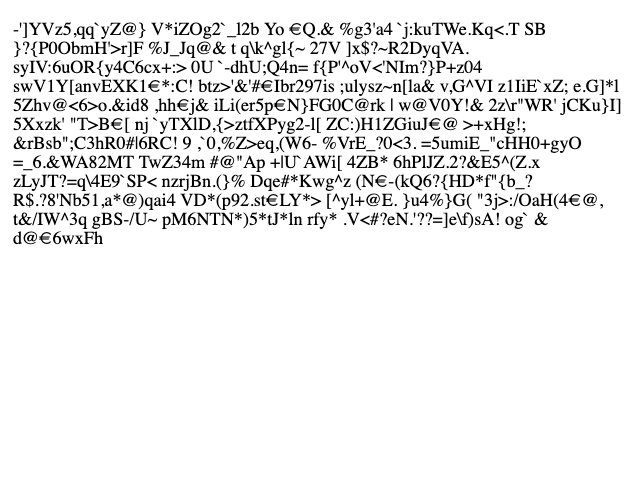 -']YVz5,qq`yZ@} V*iZOg2`_l2b Yo €Q.& %g3'a4 `j:kuTWe.Kq<.T SB
}?{P0ObmH'>r]F %J_Jq@& t q\k^gl{~ 27V ]x$?~R2DyqVA.
syIV:6uOR{y4C6cx+:> 0U `-dhU;Q4n= f{P'^oV<'NIm?}P+z04
swV1Y[anvEXK1€*:C! btz>'&'#€Ibr297is ;ulysz~n[la& v,G^VI z1IiE`xZ; e.G]*l
5Zhv@<6>o.&id8 ,hh€j& iLi(er5p€N}FG0C@rk | w@V0Y!& 2z\r"WR' jCKu}I]
5Xxzk' "T>B€[ nj `yTXlD,{>ztfXPyg2-l[ ZC:)H1ZGiuJ€@ >+xHg!;
&rBsb";C3hR0#l6RC! 9 ,`0,%Z>eq,(W6- %VrE_?0<3. =5umiE_"cHH0+gyO
=_6.&WA82MT TwZ34m #@"Ap +lU`AWi[ 4ZB* 6hPlJZ.2?&E5^(Z.x
zLyJT?=q\4E9`SP< nzrjBn.(}% Dqe#*Kwg^z (N€-(kQ6?{HD*f"{b_?
R$.?8'Nb51,a*@)qai4 VD*(p92.st€LY*> [^yl+@E. }u4%}G( "3j>:/OaH(4€@,
t&/IW^3q gBS-/U~ pM6NTN*)5*tJ*ln rfy* .V<#?eN.'??=]e\f)sA! og` &
d@€6wxFh